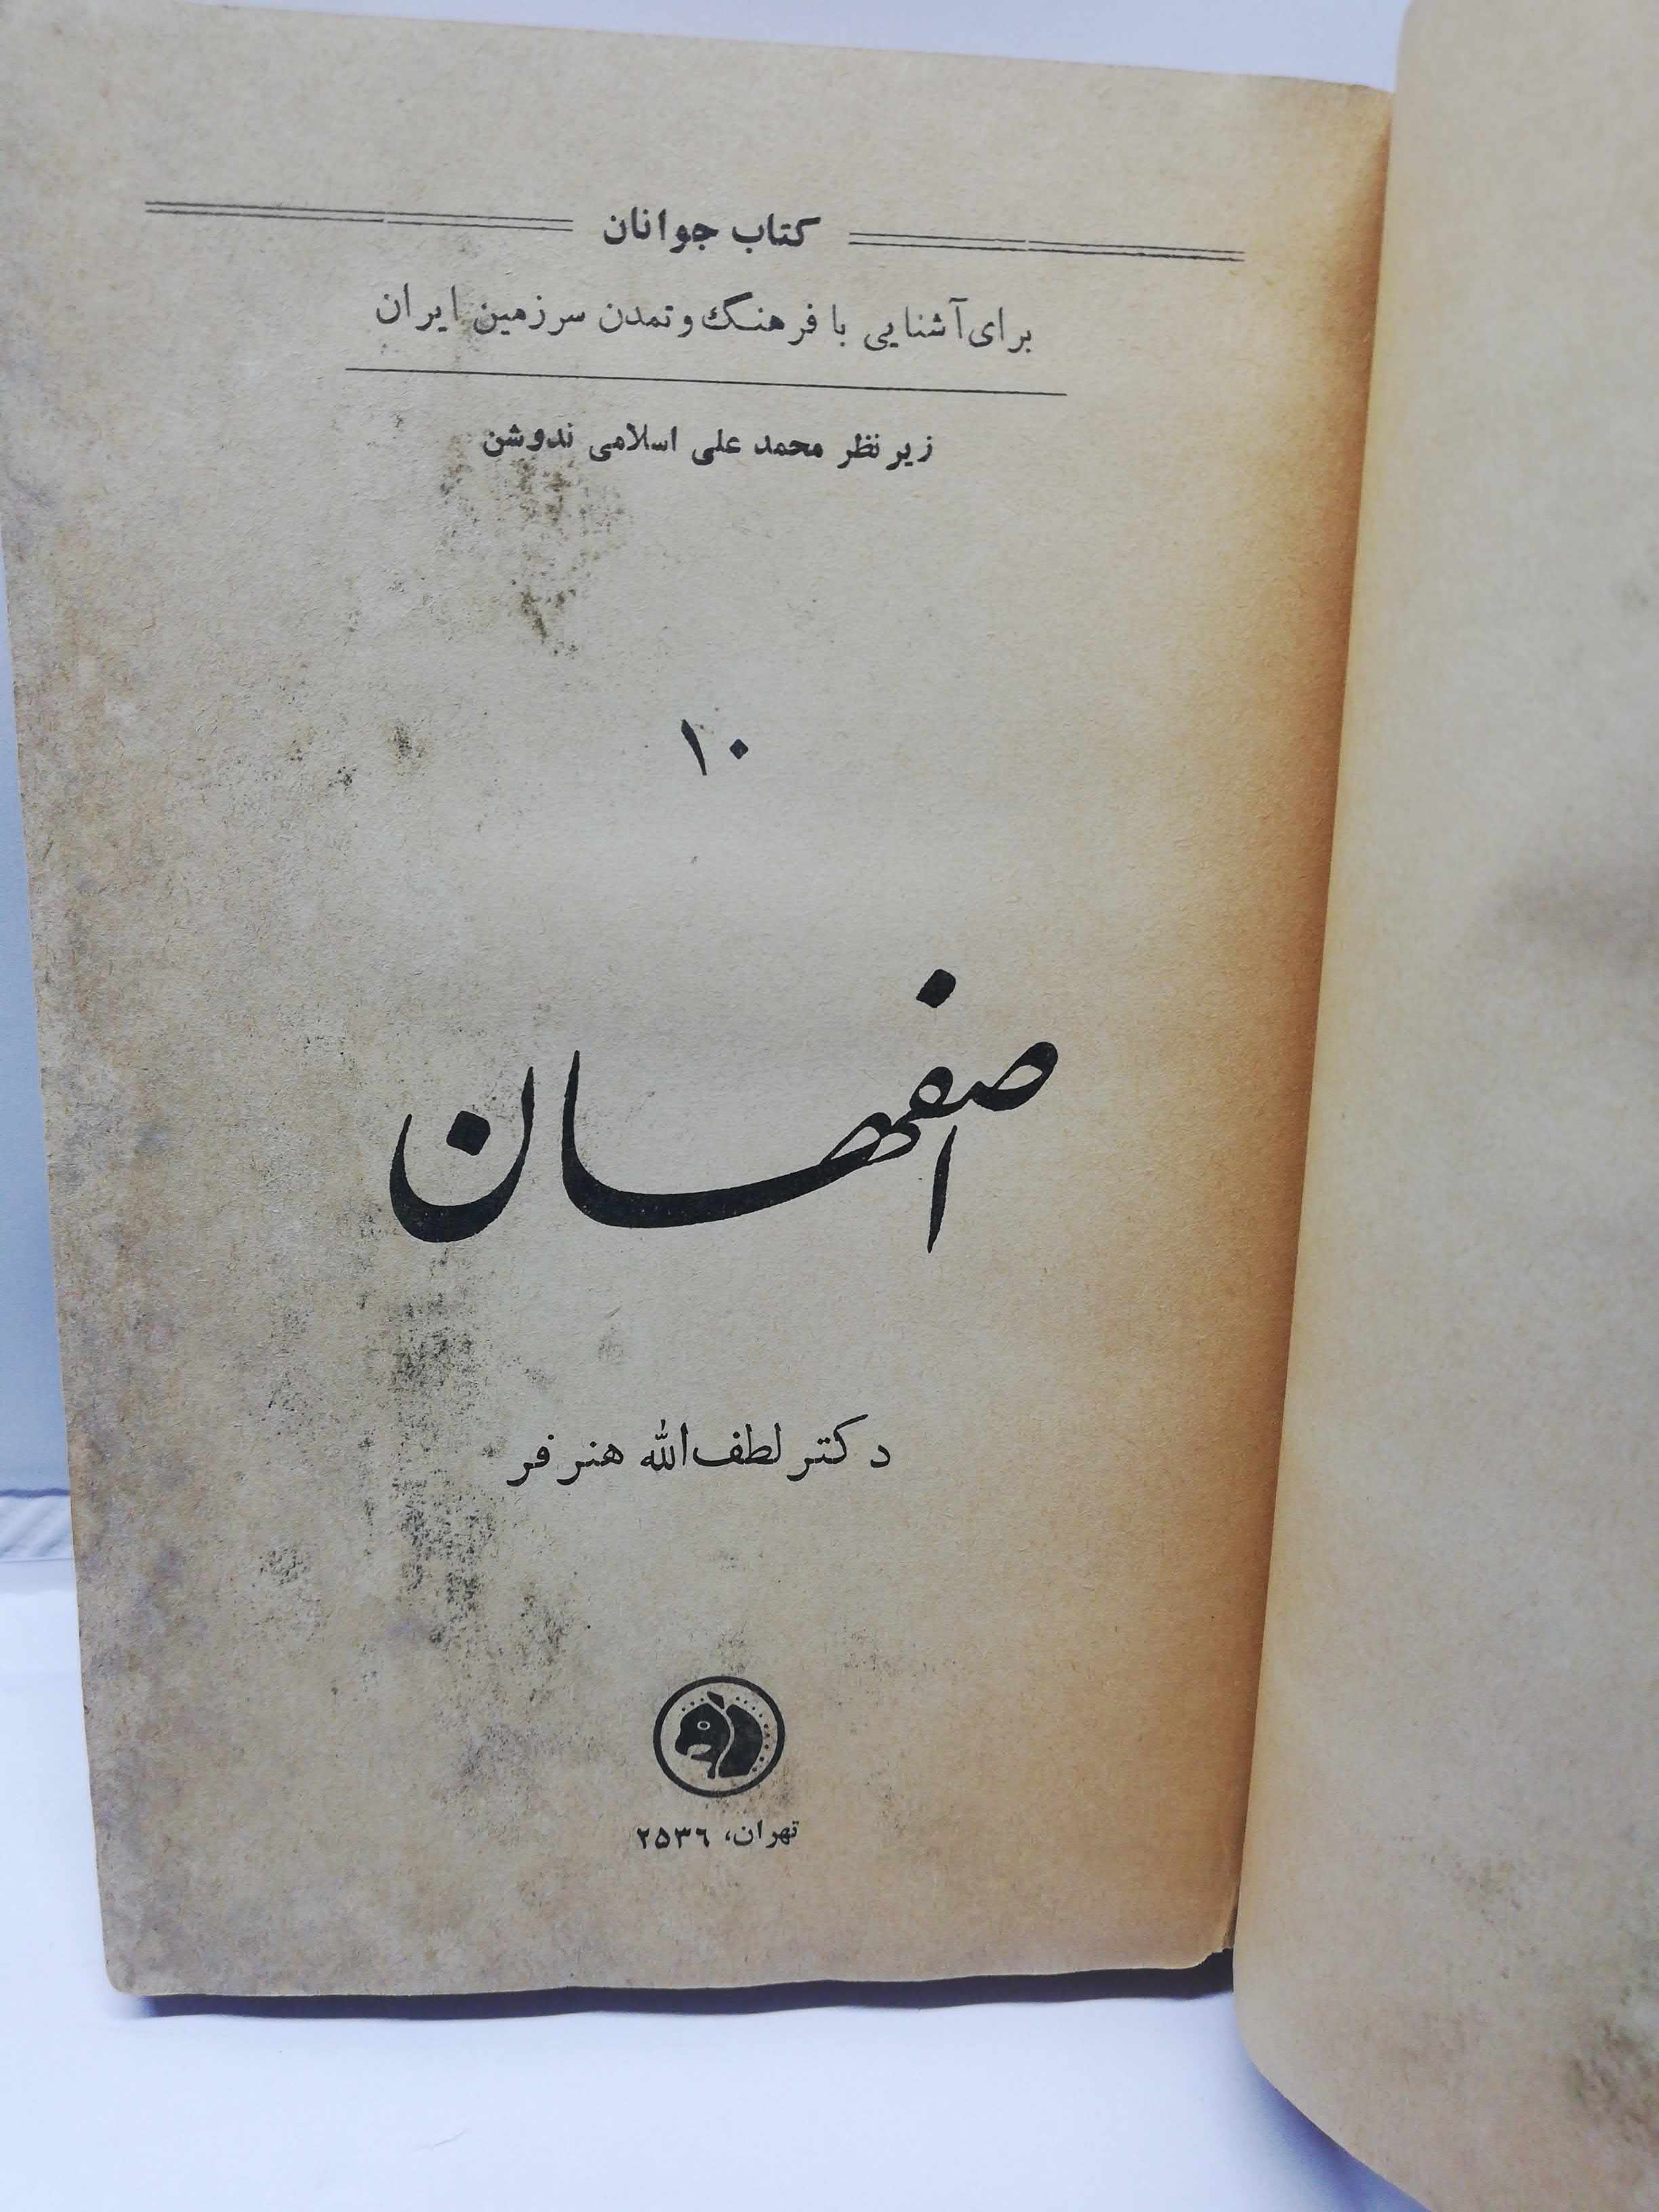 کتاب جوانان
برای آشنایی با فرهنگ و تمدن سرزمین ایران
زیر نظر محمد علی اسلامی ندوشن
۱۰
اصفهان
دکتر لطف‌الله هنرفر
تهران، ۲۵۳۶